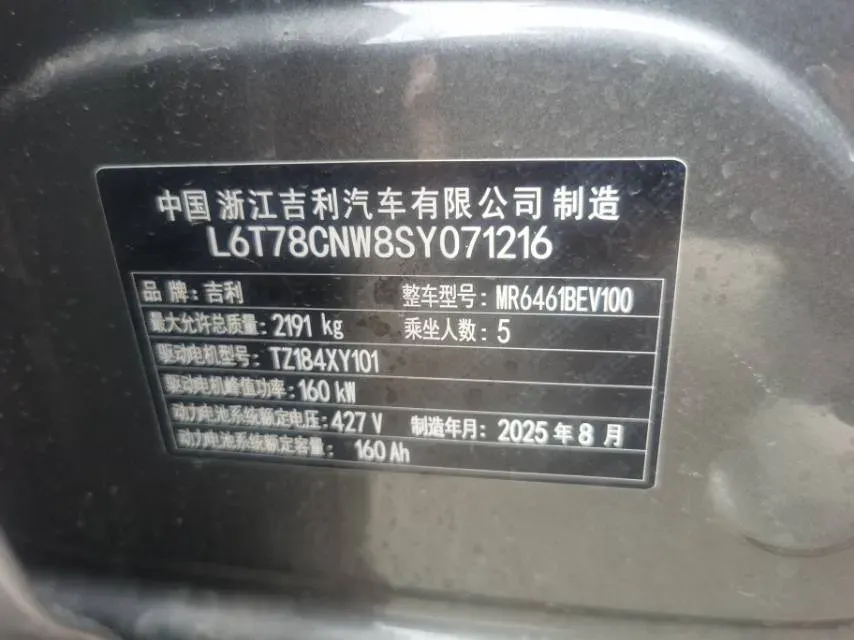 中国 浙江吉利汽车有限公司 制造
L6T78CNW8SY071216
品 牌:吉利 整车型号:MR6461BEV100
最大允许总质量:2191 kg 乘坐人数:5
驱动电机型号:TZ184XY101
驱动电机峰值功率:160 kW
动力电池系统额定电压:427 V 制造年月:2025 年 8 月
动力电池系统额定容量:160 Ah